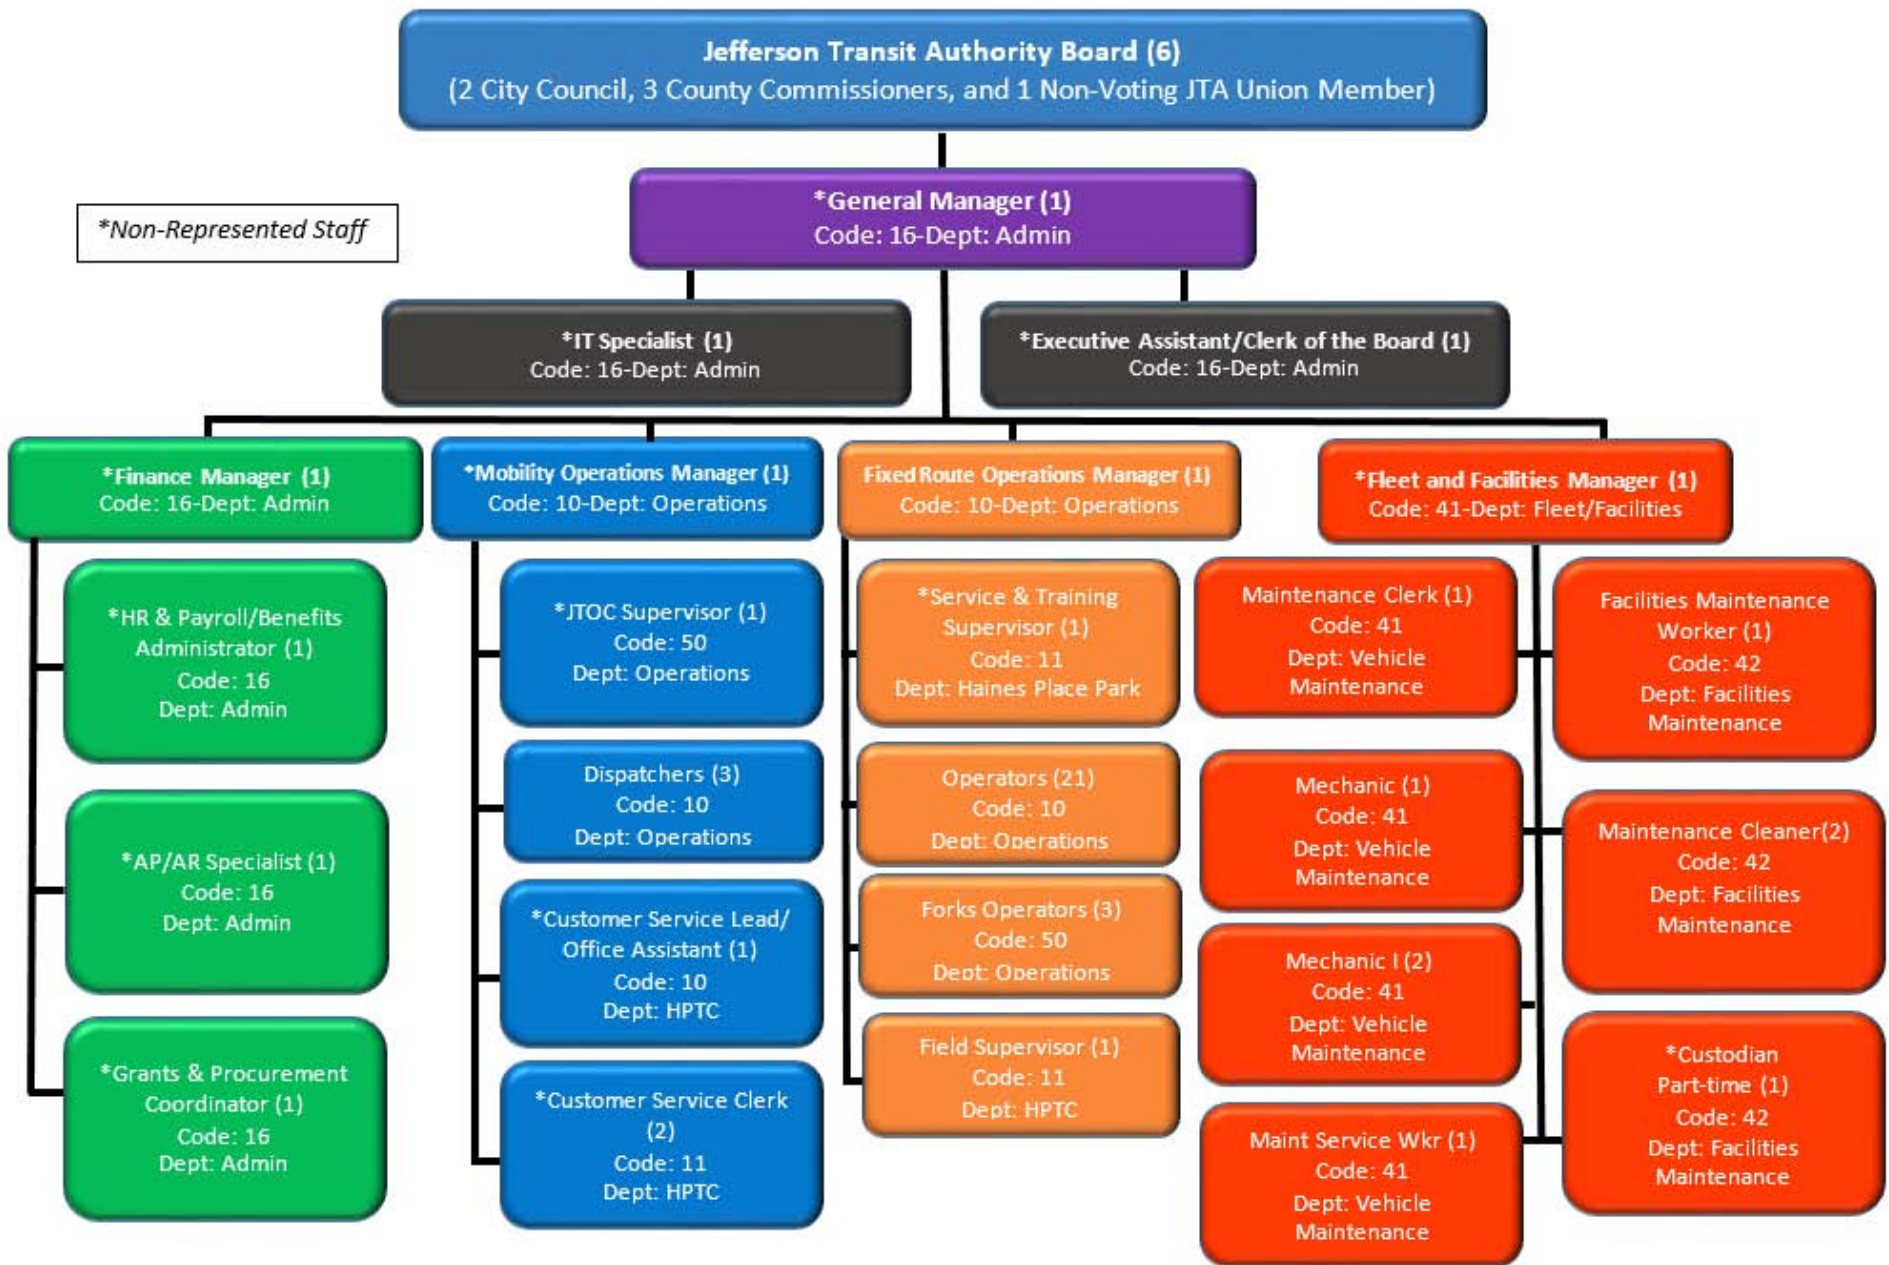 Jefferson Transit Authority Board (6)
(2 City Council, 3 County Commissioners, and 1 Non-Voting JTA Union Member)
*General Manager (1)
Code: 16-Dept: Admin
*Non-Represented Staff
*IT Specialist (1)
Code: 16-Dept: Admin
*Executive Assistant/Clerk of the Board (1)
Code: 16-Dept: Admin
*Finance Manager (1)
Code: 16-Dept: Admin
*HR & Payroll/Benefits
Administrator (1)
Code: 16
Dept: Admin
*AP/AR Specialist (1)
Code: 16
Dept: Admin
*Grants & Procurement
Coordinator (1)
Code: 16
Dept: Admin
*Mobility Operations Manager (1)
Code: 10-Dept: Operations
*JTOC Supervisor (1)
Code: 50
Dept: Operations
Dispatchers (3)
Code: 10
Dept: Operations
*Customer Service Lead/
Office Assistant (1)
Code: 10
Dept: HPTC
*Customer Service Clerk
(2)
Code: 11
Dept: HPTC
Fixed Route Operations Manager (1)
Code: 10-Dept: Operations
*Service & Training
Supervisor (1)
Code: 11
Dept: Haines Place Park
Operators (21)
Code: 10
Dept: Operations
Forks Operators (3)
Code: 50
Dept: Operations
Field Supervisor (1)
Code: 11
Dept: HPTC
*Fleet and Facilities Manager (1)
Code: 41-Dept: Fleet/Facilities
Maintenance Clerk (1)
Code: 41
Dept: Vehicle
Maintenance
Mechanic (1)
Code: 41
Dept: Vehicle
Maintenance
Mechanic I (2)
Code: 41
Dept: Vehicle
Maintenance
Maint Service Wkr (1)
Code: 41
Dept: Vehicle
Maintenance
Facilities Maintenance
Worker (1)
Code: 42
Dept: Facilities
Maintenance
Maintenance Cleaner(2)
Code: 42
Dept: Facilities
Maintenance
*Custodian
Part-time (1)
Code: 42
Dept: Facilities
Maintenance